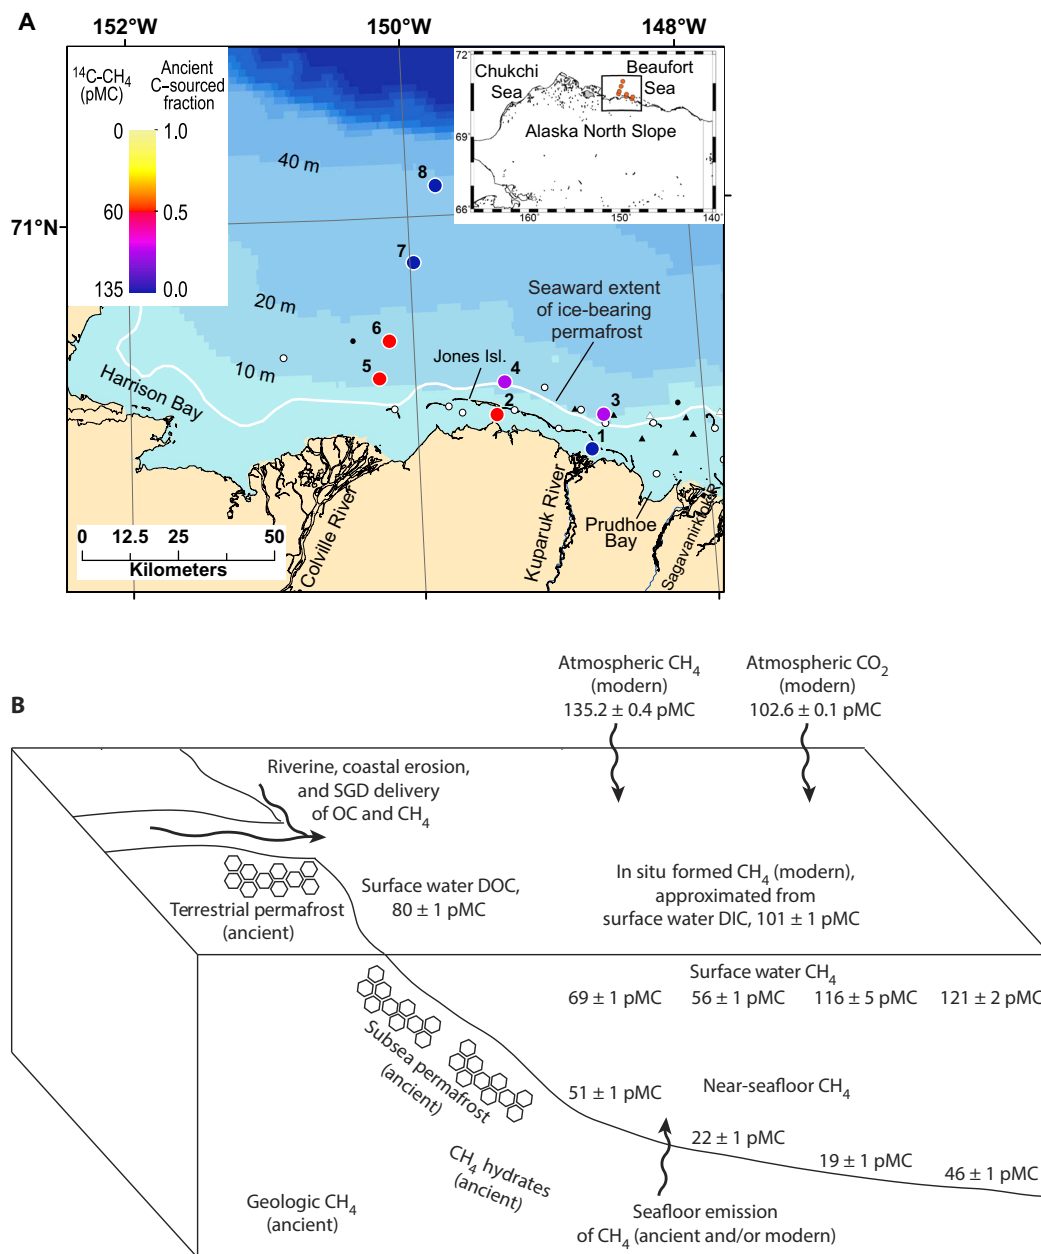 A
152°W
150°W
148°W
14C-CH4
(pMC)
Ancient
C–sourced
fraction
0
1.0
60
0.5
135
0.0
71°N
72
69
66
160°
150°
140°
Chukchi
Sea
Beaufort
Sea
Alaska North Slope
40 m
20 m
10 m
8
7
6
5
4
3
2
1
Seaward extent
of ice-bearing
permafrost
Jones Isl.
Harrison Bay
Colville River
Kuparuk River
Prudhoe
Bay
0
12.5
25
50
Kilometers
B
Atmospheric CH4
(modern)
135.2 ± 0.4 pMC
Atmospheric CO2
(modern)
102.6 ± 0.1 pMC
Riverine, coastal erosion,
and SGD delivery
of OC and CH4
Terrestrial permafrost
(ancient)
Surface water DOC,
80 ± 1 pMC
In situ formed CH4 (modern),
approximated from
surface water DIC, 101 ± 1 pMC
Surface water CH4
69 ± 1 pMC
56 ± 1 pMC
116 ± 5 pMC
121 ± 2 pMC
Subsea permafrost
(ancient)
51 ± 1 pMC
Near-seafloor CH4
22 ± 1 pMC
19 ± 1 pMC
46 ± 1 pMC
CH4 hydrates
(ancient)
Geologic CH4
(ancient)
Seafloor emission
of CH4 (ancient and/or modern)